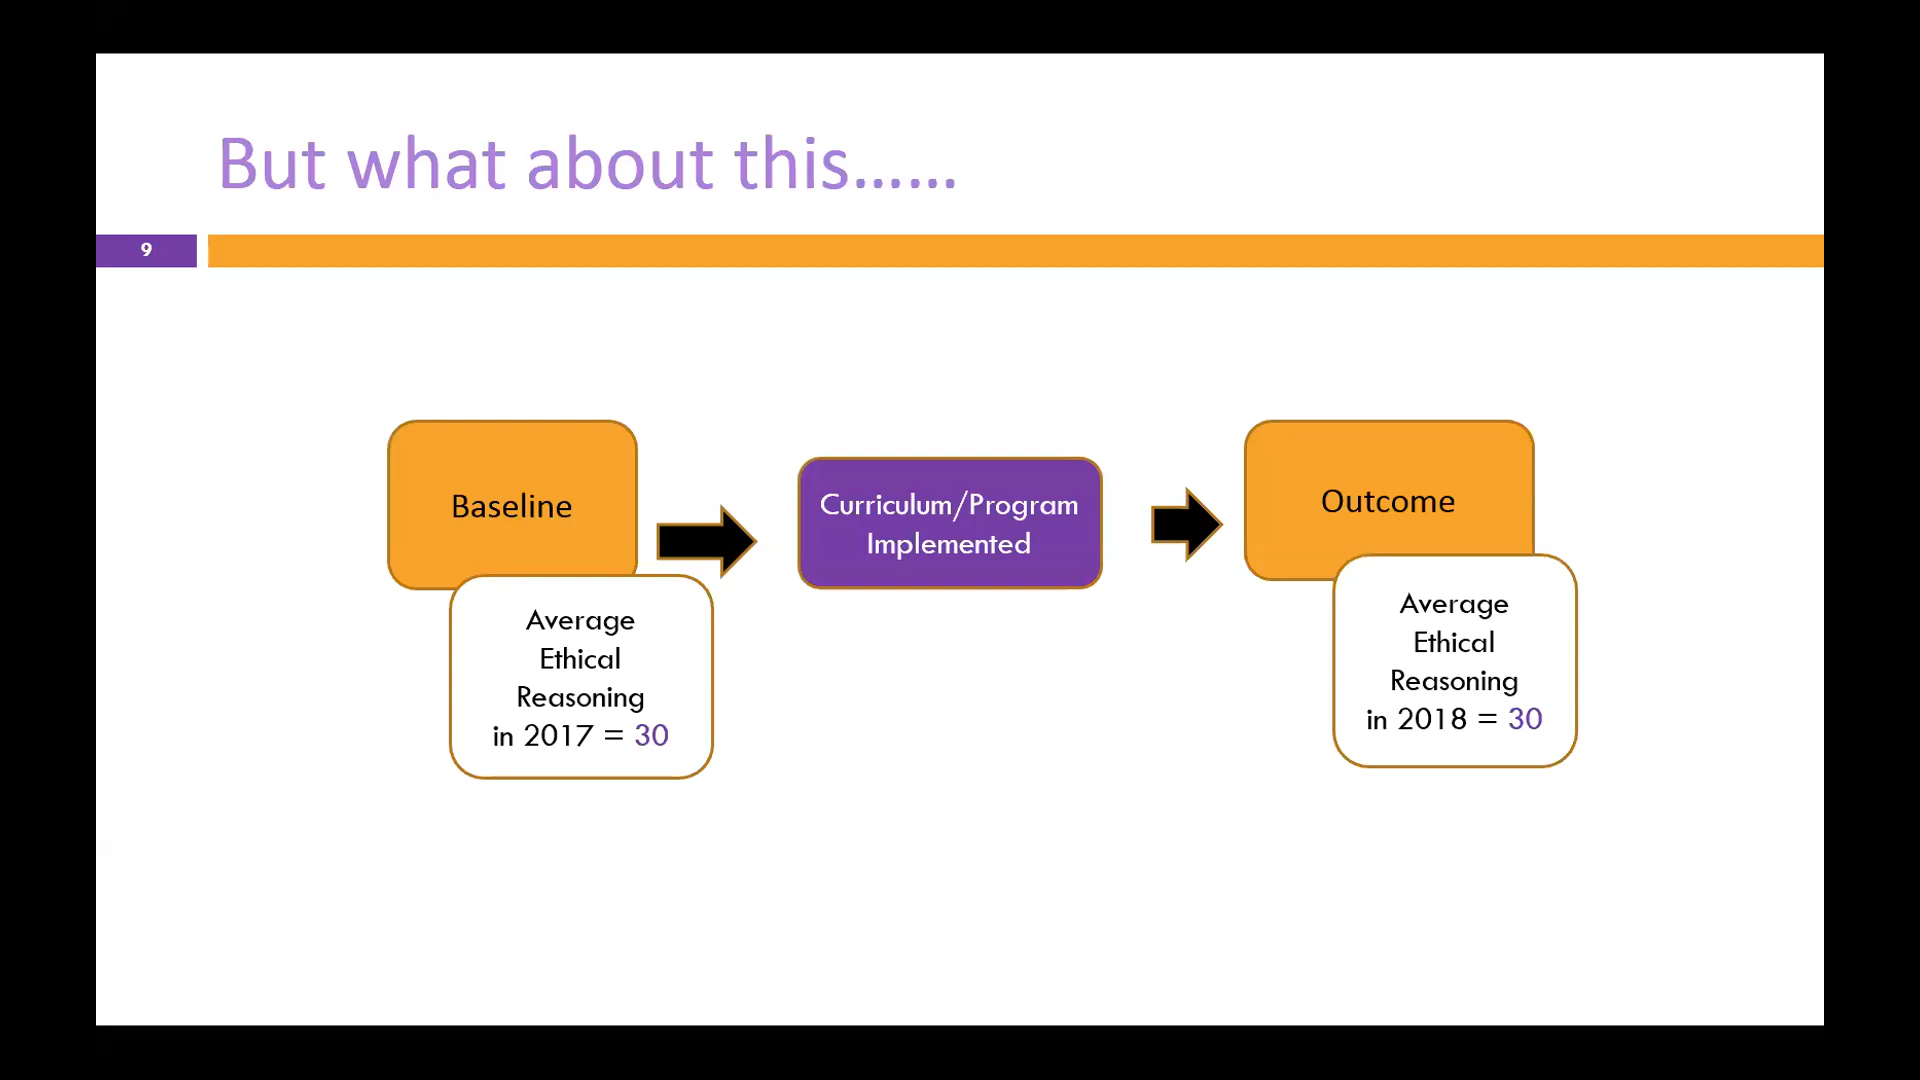 But what about this......
9
Baseline
Curriculum/Program
Implemented
Outcome
Average
Ethical
Reasoning
in 2017 = 30
Average
Ethical
Reasoning
in 2018 = 30